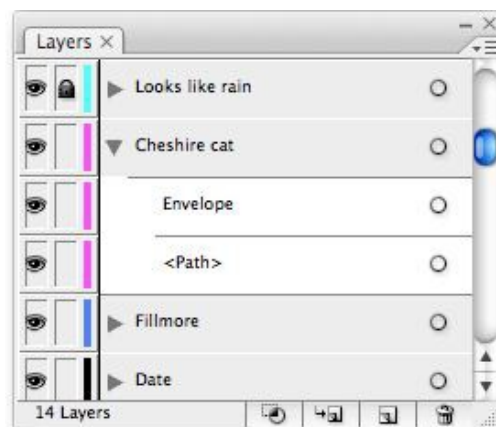 Layers
Looks like rain
Cheshire cat
Envelope
<Path>
Fillmore
Date
14 Layers